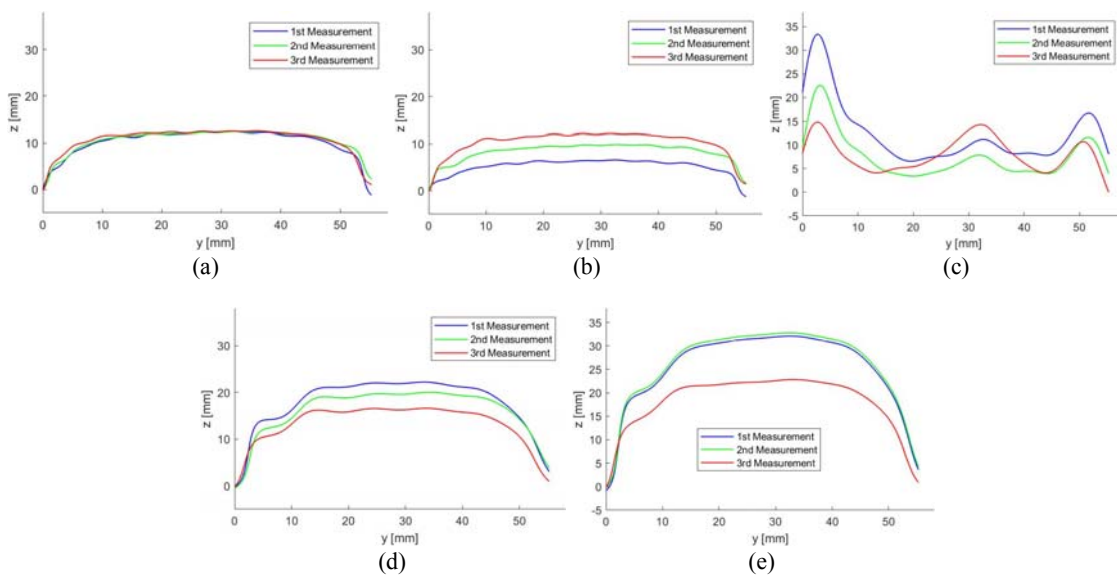 1st Measurement
2nd Measurement
3rd Measurement
z [mm]
30
20
10
0
0 10 20 30 40 50
y [mm]
(a)
1st Measurement
2nd Measurement
3rd Measurement
z [mm]
30
20
10
0
0 10 20 30 40 50
y [mm]
(b)
1st Measurement
2nd Measurement
3rd Measurement
z [mm]
35
30
25
20
15
10
5
0
-5
0 10 20 30 40 50
y [mm]
(c)
1st Measurement
2nd Measurement
3rd Measurement
z [mm]
30
20
10
0
0 10 20 30 40 50
y [mm]
(d)
1st Measurement
2nd Measurement
3rd Measurement
z [mm]
35
30
25
20
15
10
5
0
-5
0 10 20 30 40 50
y [mm]
(e)